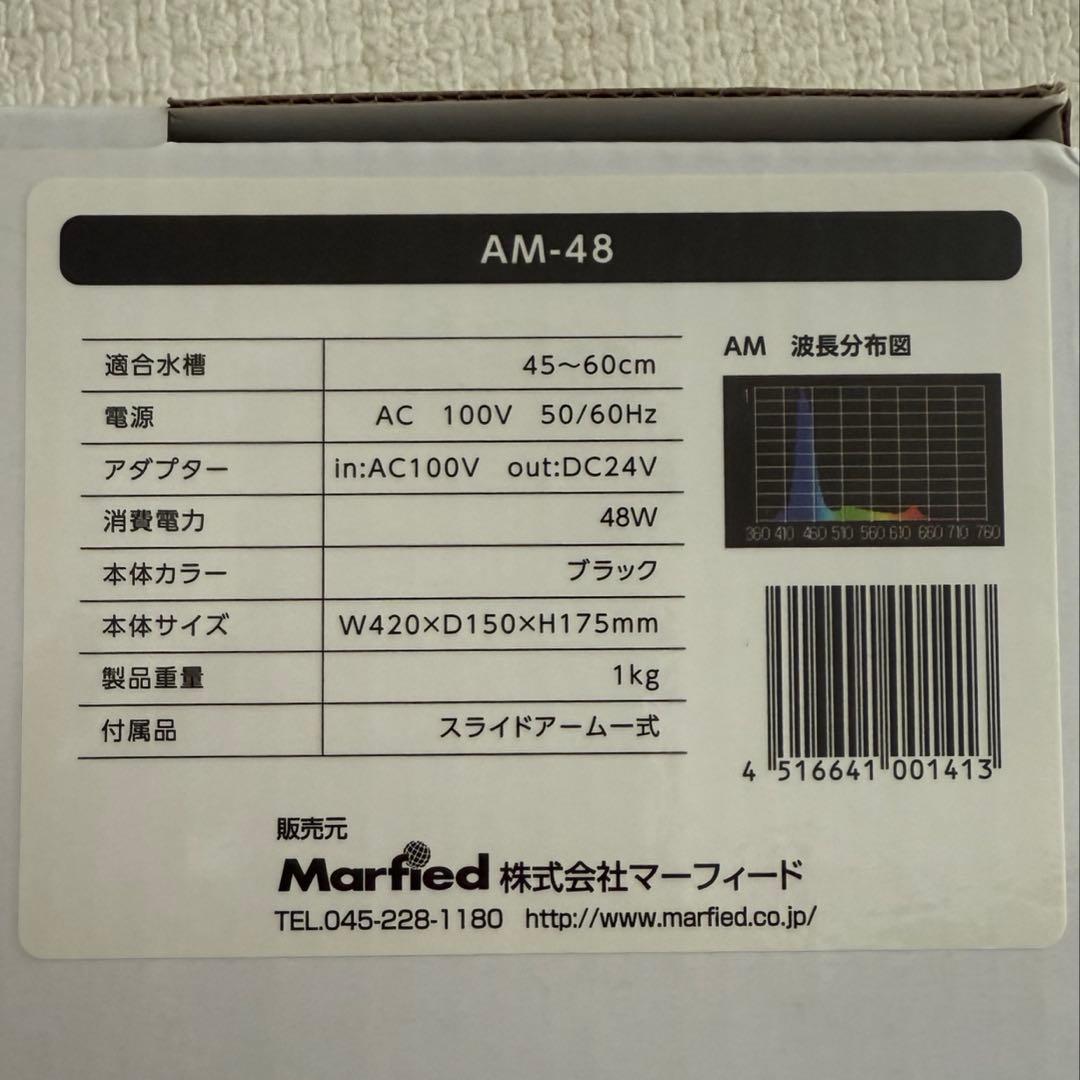 AM-48
適合水槽 45～60cm
電源 AC 100V 50/60Hz
アダプター in:AC100V out:DC24V
消費電力 48W
本体カラー ブラック
本体サイズ W420×D150×H175mm
製品重量 1kg
付属品 スライドアーム一式
AM 波長分布図
1
360 410 460 510 560 610 660 710 760
4 516641 001413
販売元
Marfied 株式会社マーフィード
TEL.045-228-1180 http://www.marfied.co.jp/